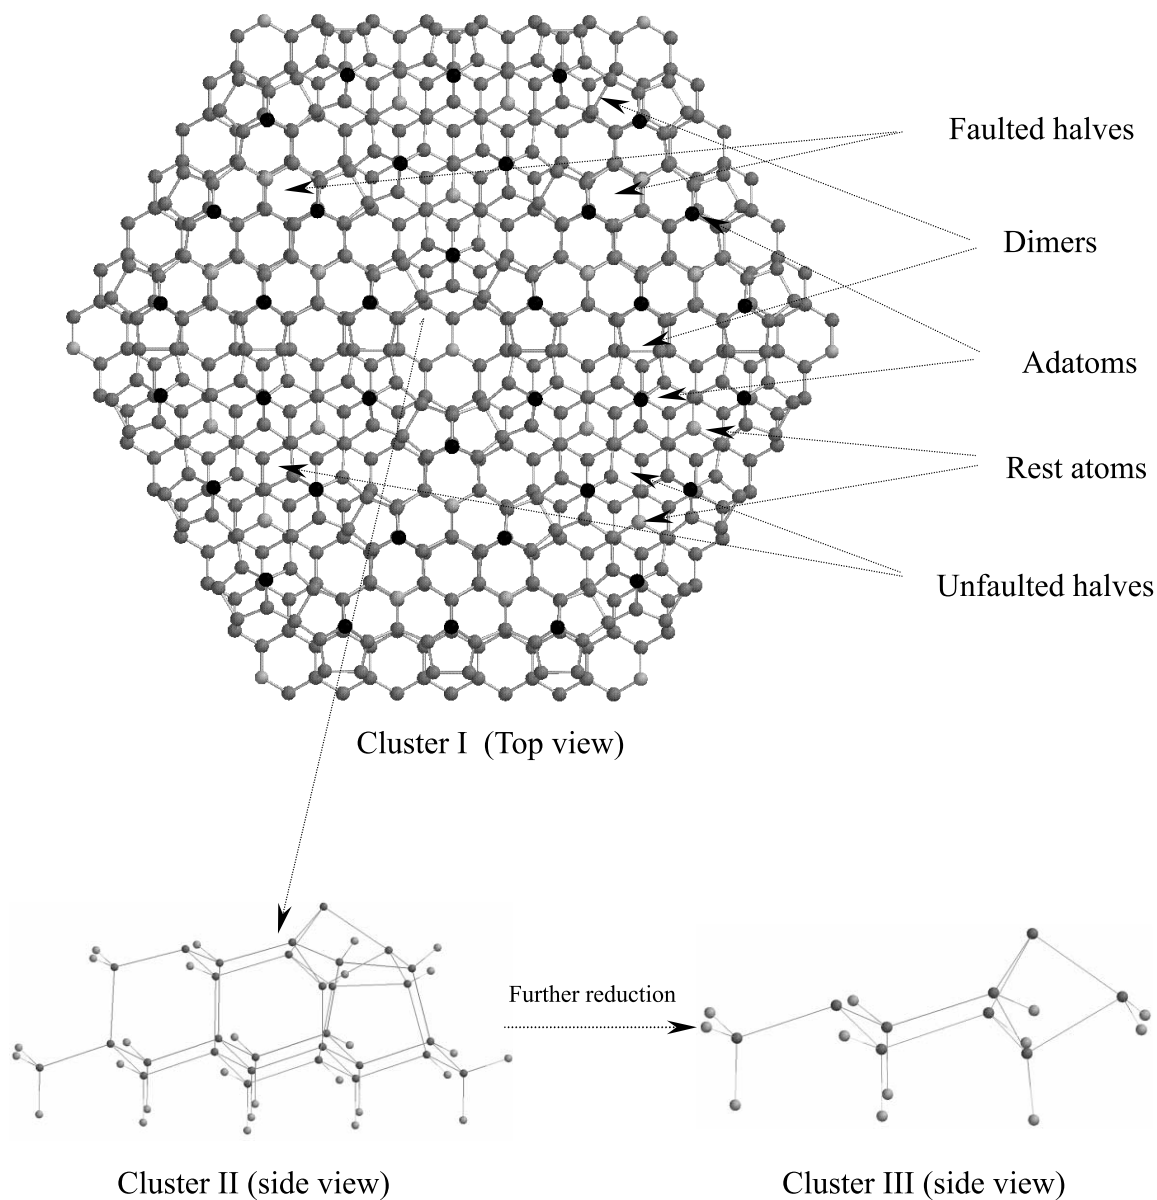 Faulted halves
Dimers
Adatoms
Rest atoms
Unfaulted halves
Cluster I (Top view)
Further reduction
Cluster II (side view)
Cluster III (side view)